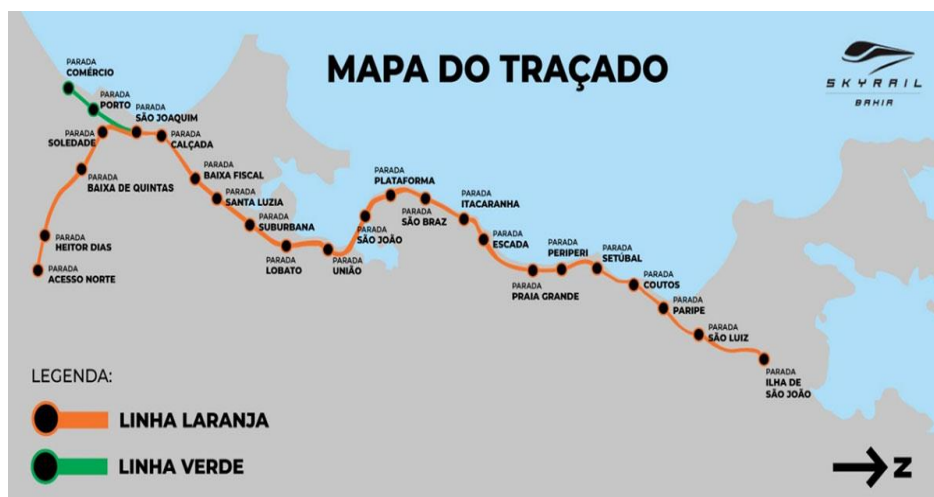 MAPA DO TRAÇADO
SKYRAIL
BAHIA
PARADA
COMÉRCIO
PARADA
PORTO
PARADA
SÃO JOAQUIM
PARADA
SOLEDADE
PARADA
CALÇADA
PARADA
BAIXA DE QUINTAS
PARADA
BAIXA FISCAL
PARADA
SANTA LUZIA
PARADA
HEITOR DIAS
PARADA
ACESSO NORTE
PARADA
SUBURBANA
PARADA
LOBATO
PARADA
UNIÃO
PARADA
SÃO JOÃO
PARADA
PLATAFORMA
PARADA
SÃO BRAZ
PARADA
ITACARANHA
PARADA
ESCADA
PARADA
PRAIA GRANDE
PARADA
PERIPERI
PARADA
SETÚBAL
PARADA
COUTOS
PARADA
PARIPE
PARADA
SÃO LUIZ
PARADA
ILHA DE
SÃO JOÃO
LEGENDA:
LINHA LARANJA
LINHA VERDE
N